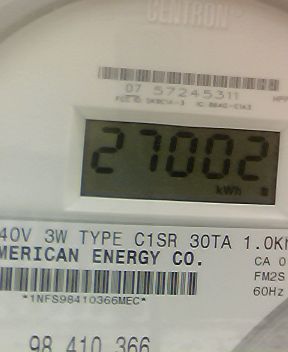 CENTRON®
07 57245311
27002
kWh
40V 3W TYPE C1SR 30TA 1.0Kh
MERICAN ENERGY CO.
CA 0
FM2S
*1NFS98410366MEC*
60Hz
98 410 366